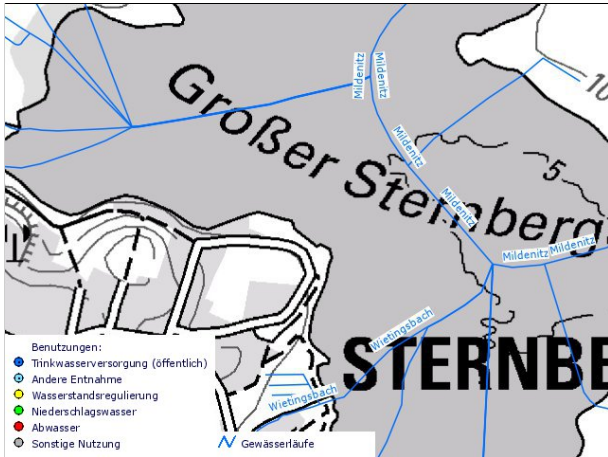 Mildenitz
Mildenitz
10
Großer Sternberg
Mildenitz
5
Mildenitz
Mildenitz
Mildenitz
Wietingsbach
STERNBE
Wietingsbach
Benutzungen:
Trinkwasserversorgung (öffentlich)
Andere Entnahme
Wasserstandsregulierung
Niederschlagswasser
Abwasser
Sonstige Nutzung
Gewässerläufe